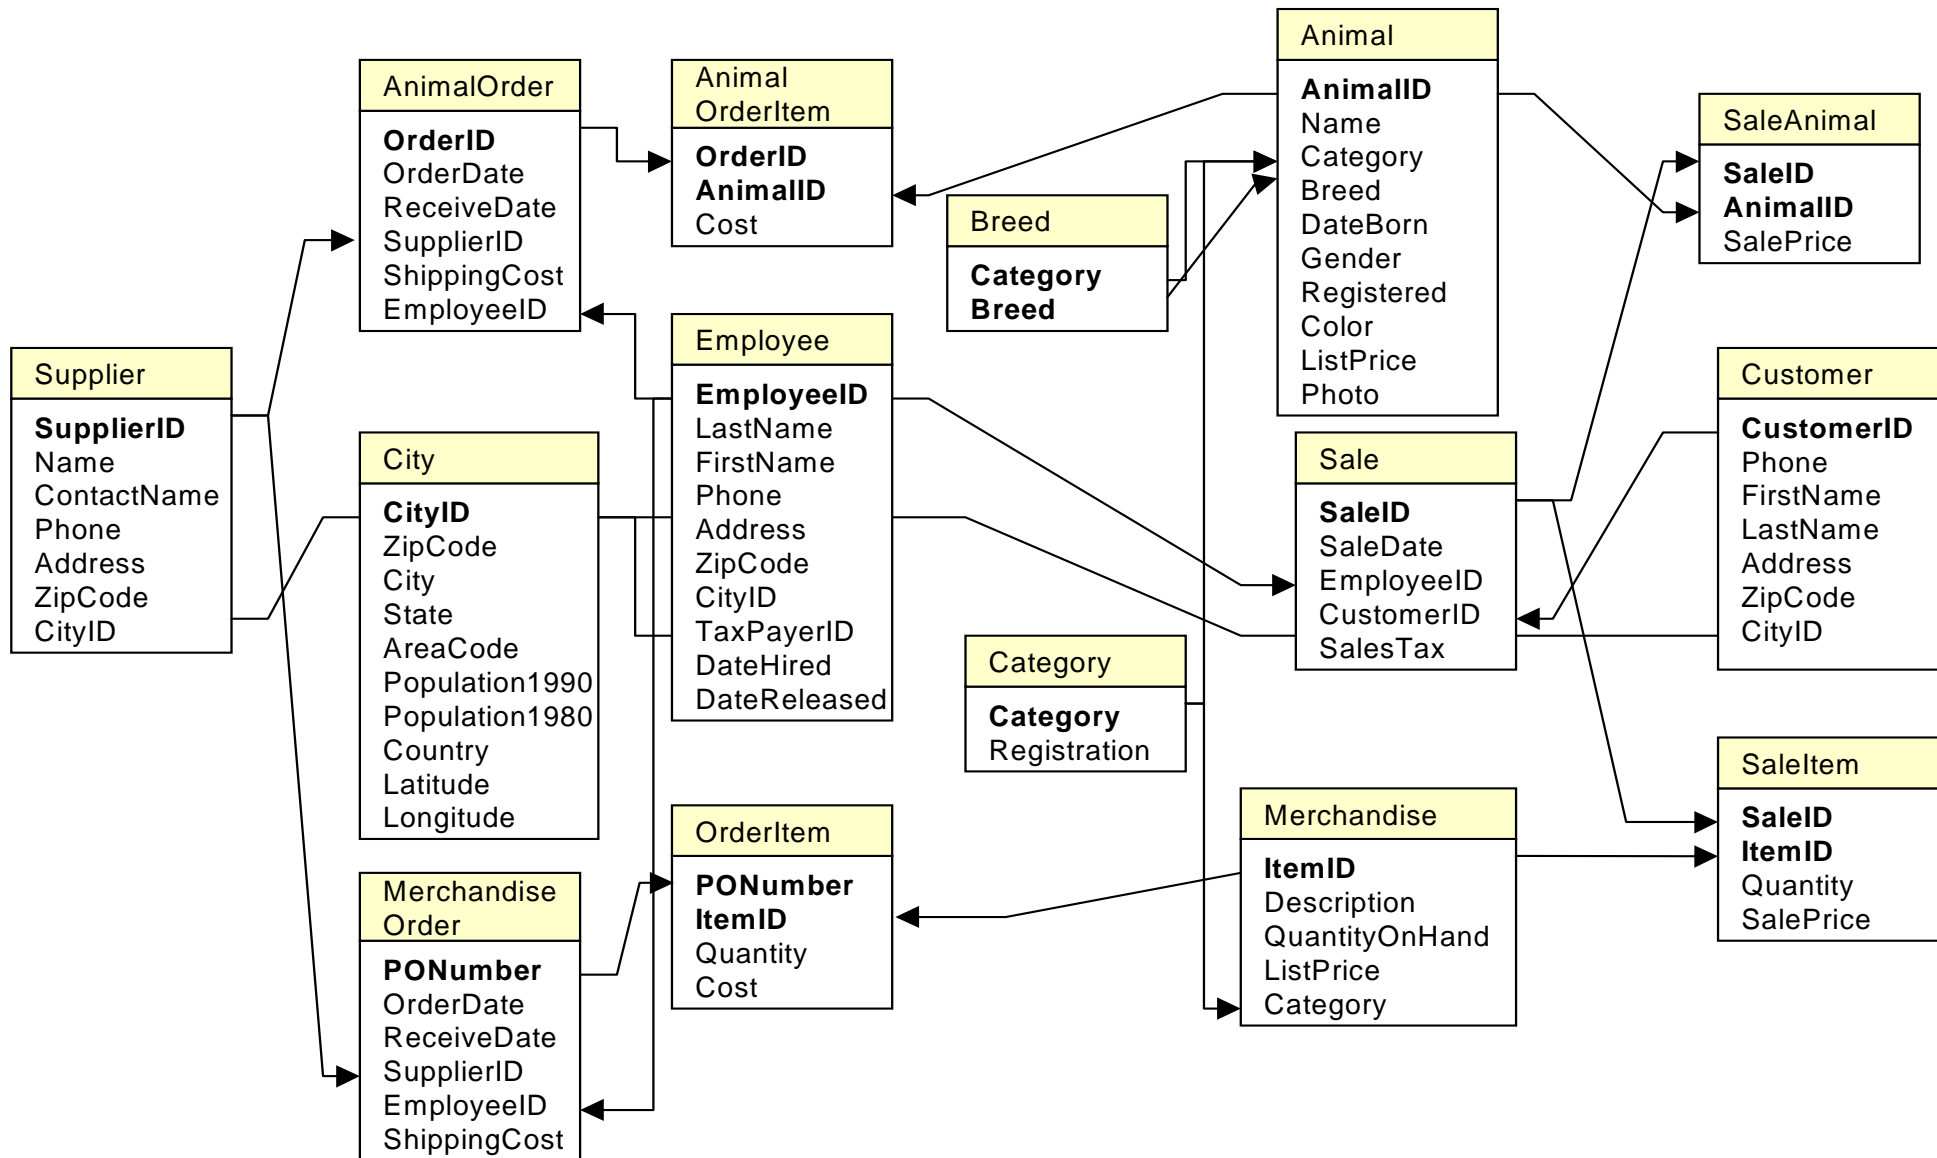 AnimalOrder
OrderID
OrderDate
ReceiveDate
SupplierID
ShippingCost
EmployeeID
Animal
OrderItem
OrderID
AnimalID
Cost
Animal
AnimalID
Name
Category
Breed
DateBorn
Gender
Registered
Color
ListPrice
Photo
SaleAnimal
SaleID
AnimalID
SalePrice
Breed
Category
Breed
Supplier
SupplierID
Name
ContactName
Phone
Address
ZipCode
CityID
City
CityID
ZipCode
City
State
AreaCode
Population1990
Population1980
Country
Latitude
Longitude
Employee
EmployeeID
LastName
FirstName
Phone
Address
ZipCode
CityID
TaxPayerID
DateHired
DateReleased
Sale
SaleID
SaleDate
EmployeeID
CustomerID
SalesTax
Customer
CustomerID
Phone
FirstName
LastName
Address
ZipCode
CityID
Category
Category
Registration
Merchandise
Order
PONumber
OrderDate
ReceiveDate
SupplierID
EmployeeID
ShippingCost
OrderItem
PONumber
ItemID
Quantity
Cost
Merchandise
ItemID
Description
QuantityOnHand
ListPrice
Category
SaleItem
SaleID
ItemID
Quantity
SalePrice